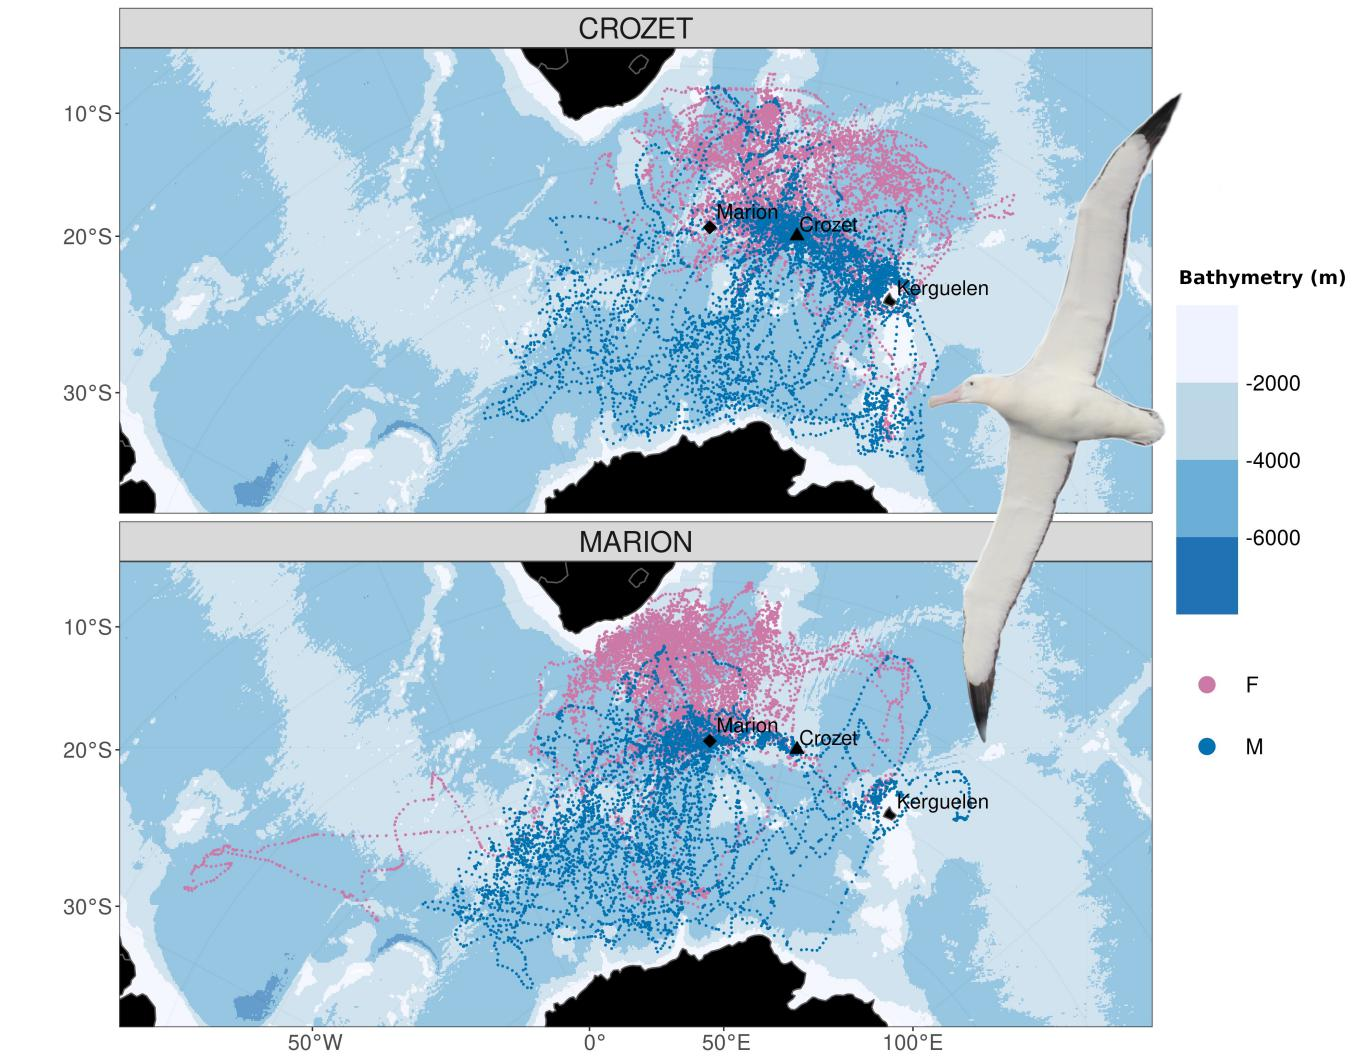 CROZET
10°S
20°S
30°S
Marion
Crozet
Kerguelen
MARION
10°S
20°S
30°S
Marion
Crozet
Kerguelen
50°W
0°
50°E
100°E
Bathymetry (m)
-2000
-4000
-6000
F
M